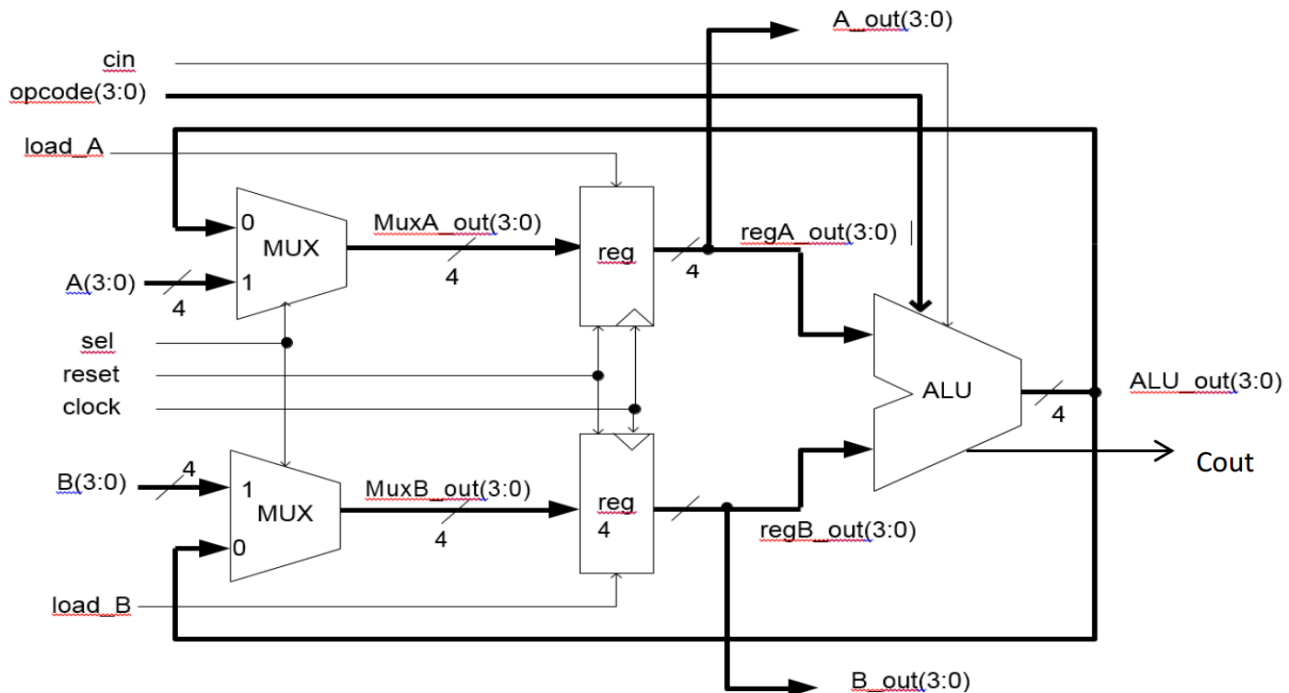 A_out(3:0)
cin
opcode(3:0)
load_A
0
MUX
MuxA_out(3:0)
4
reg
4
regA_out(3:0)
A(3:0)
4
1
sel
reset
clock
ALU
4
ALU_out(3:0)
Cout
B(3:0)
4
1
MUX
MuxB_out(3:0)
4
0
reg
4
regB_out(3:0)
load_B
B_out(3:0)